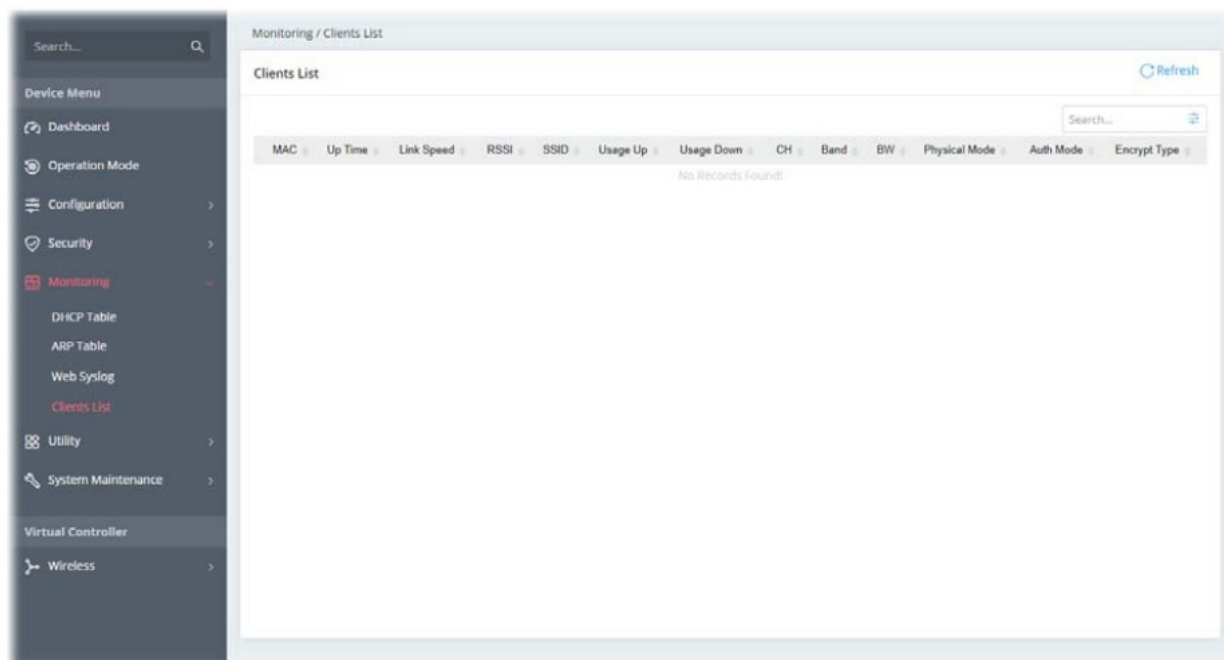 Search...
Device Menu
Dashboard
Operation Mode
Configuration
Security
Monitoring
DHCP Table
ARP Table
Web Syslog
Clients List
Utility
System Maintenance
Virtual Controller
Wireless
Monitoring / Clients List
Clients List
Refresh
Search...
MAC Up Time Link Speed RSSI SSID Usage Up Usage Down CH Band BW Physical Mode Auth Mode Encrypt Type
No Records Found!